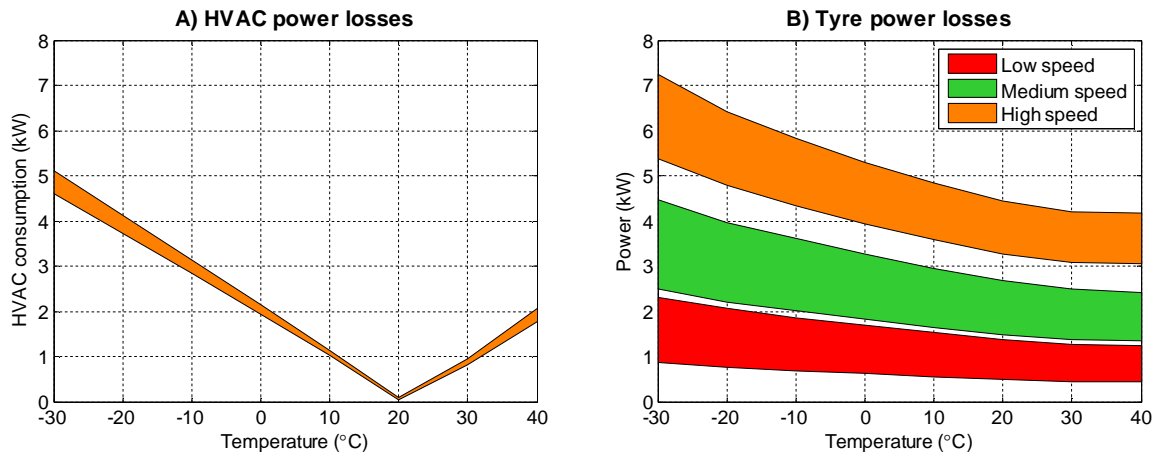 A) HVAC power losses
8
7
6
5
4
3
2
1
0
HVAC consumption (kW)
-30 -20 -10 0 10 20 30 40
Temperature (°C)
B) Tyre power losses
8
7
6
5
4
3
2
1
0
Power (kW)
Low speed
Medium speed
High speed
-30 -20 -10 0 10 20 30 40
Temperature (°C)